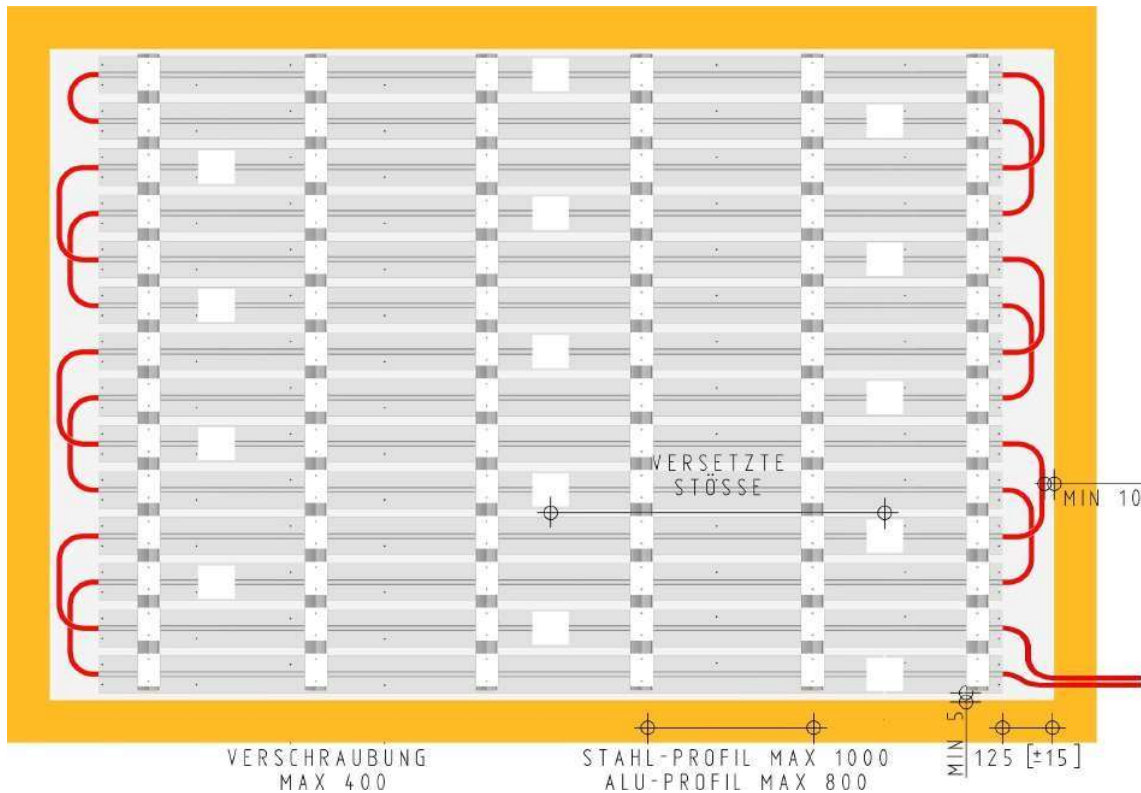 VERSETZTE
STÖSSE
MIN 10
VERSCHRAUBUNG
MAX 400
STAHL-PROFIL MAX 1000
ALU-PROFIL MAX 800
MIN 5
125 [±15]